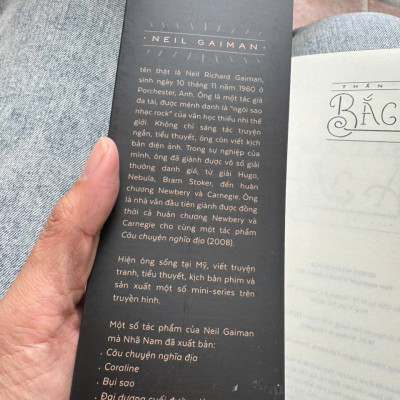 NEIL GAIMAN
tên thật là Neil Richard Gaiman,
sinh ngày 10 tháng 11 năm 1960 ở
Porchester, Anh. Ông là một tác giả
đa tài, được mệnh danh là "ngôi sao
nhạc rock" của văn học thiếu nhi thế
giới. Không chỉ sáng tác truyện
ngắn, tiểu thuyết, ông còn viết kịch
bản điện ảnh. Trong sự nghiệp của
mình, ông đã giành được vô số giải
thưởng danh giá, từ giải Hugo,
Nebula, Bram Stoker, đến huân
chương Newbery và Carnegie. Ông
là nhà văn đầu tiên giành được đồng
thời cả huân chương Newbery và
Carnegie cho cùng một tác phẩm
Câu chuyện nghĩa địa (2008).
Hiện ông sống tại Mỹ, viết truyện
tranh, tiểu thuyết, kịch bản phim và
sản xuất một số mini-series trên
truyền hình.
Một số tác phẩm của Neil Gaiman
mà Nhã Nam đã xuất bản:
. Câu chuyện nghĩa địa
. Coraline
. Bụi sao
. Đại dương cuối đường
THẦN
BẮC